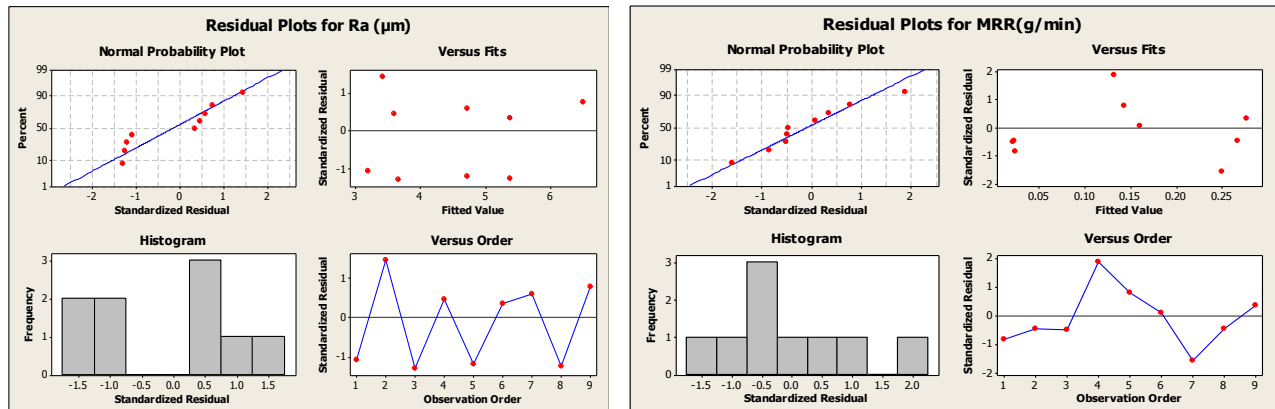 Residual Plots for Ra (µm)
Normal Probability Plot
Versus Fits
Percent
99
90
50
10
1
-2 -1 0 1 2
Standardized Residual
Standardized Residual
1
0
-1
3 4 5 6
Fitted Value
Histogram
Versus Order
Frequency
3
2
1
0
-1.5 -1.0 -0.5 0.0 0.5 1.0 1.5
Standardized Residual
Standardized Residual
1
0
-1
1 2 3 4 5 6 7 8 9
Observation Order
Residual Plots for MRR(g/min)
Normal Probability Plot
Versus Fits
Percent
99
90
50
10
1
-2 -1 0 1 2
Standardized Residual
Standardized Residual
2
1
0
-1
-2
0.05 0.10 0.15 0.20 0.25
Fitted Value
Histogram
Versus Order
Frequency
3
2
1
0
-1.5 -1.0 -0.5 0.0 0.5 1.0 1.5 2.0
Standardized Residual
Standardized Residual
2
1
0
-1
-2
1 2 3 4 5 6 7 8 9
Observation Order